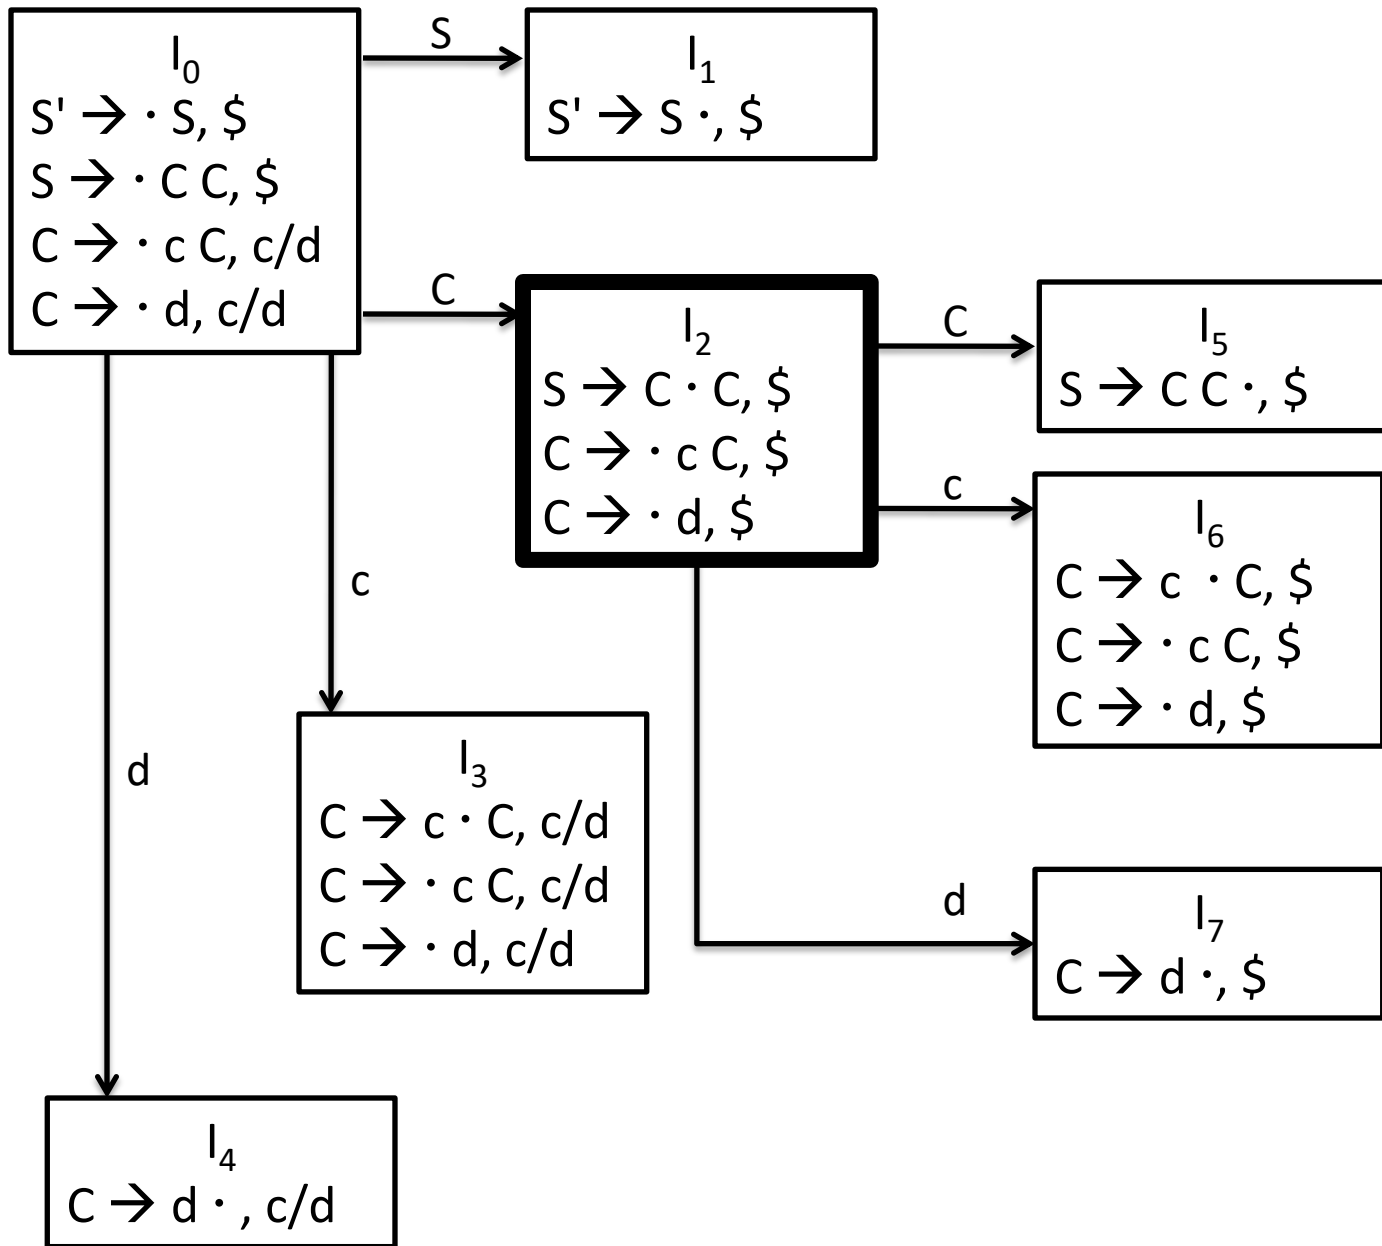 I0
S' → · S, $
S → · C C, $
C → · c C, c/d
C → · d, c/d
S
I1
S' → S ·, $
C
I2
S → C · C, $
C → · c C, $
C → · d, $
C
I5
S → C C ·, $
c
I6
C → c · C, $
C → · c C, $
C → · d, $
c
I3
C → c · C, c/d
C → · c C, c/d
C → · d, c/d
d
d
I7
C → d ·, $
I4
C → d · , c/d